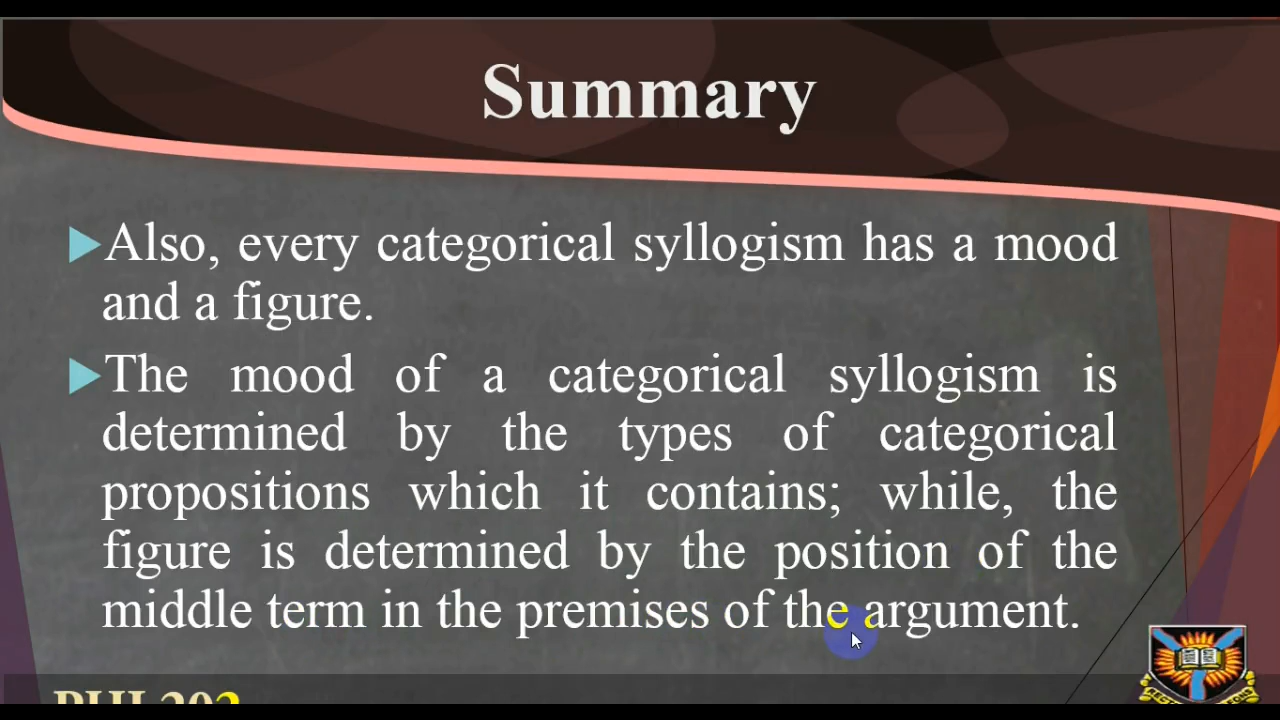 Summary
Also, every categorical syllogism has a mood
and a figure.
The mood of a categorical syllogism is
determined by the types of categorical
propositions which it contains; while, the
figure is determined by the position of the
middle term in the premises of the argument.